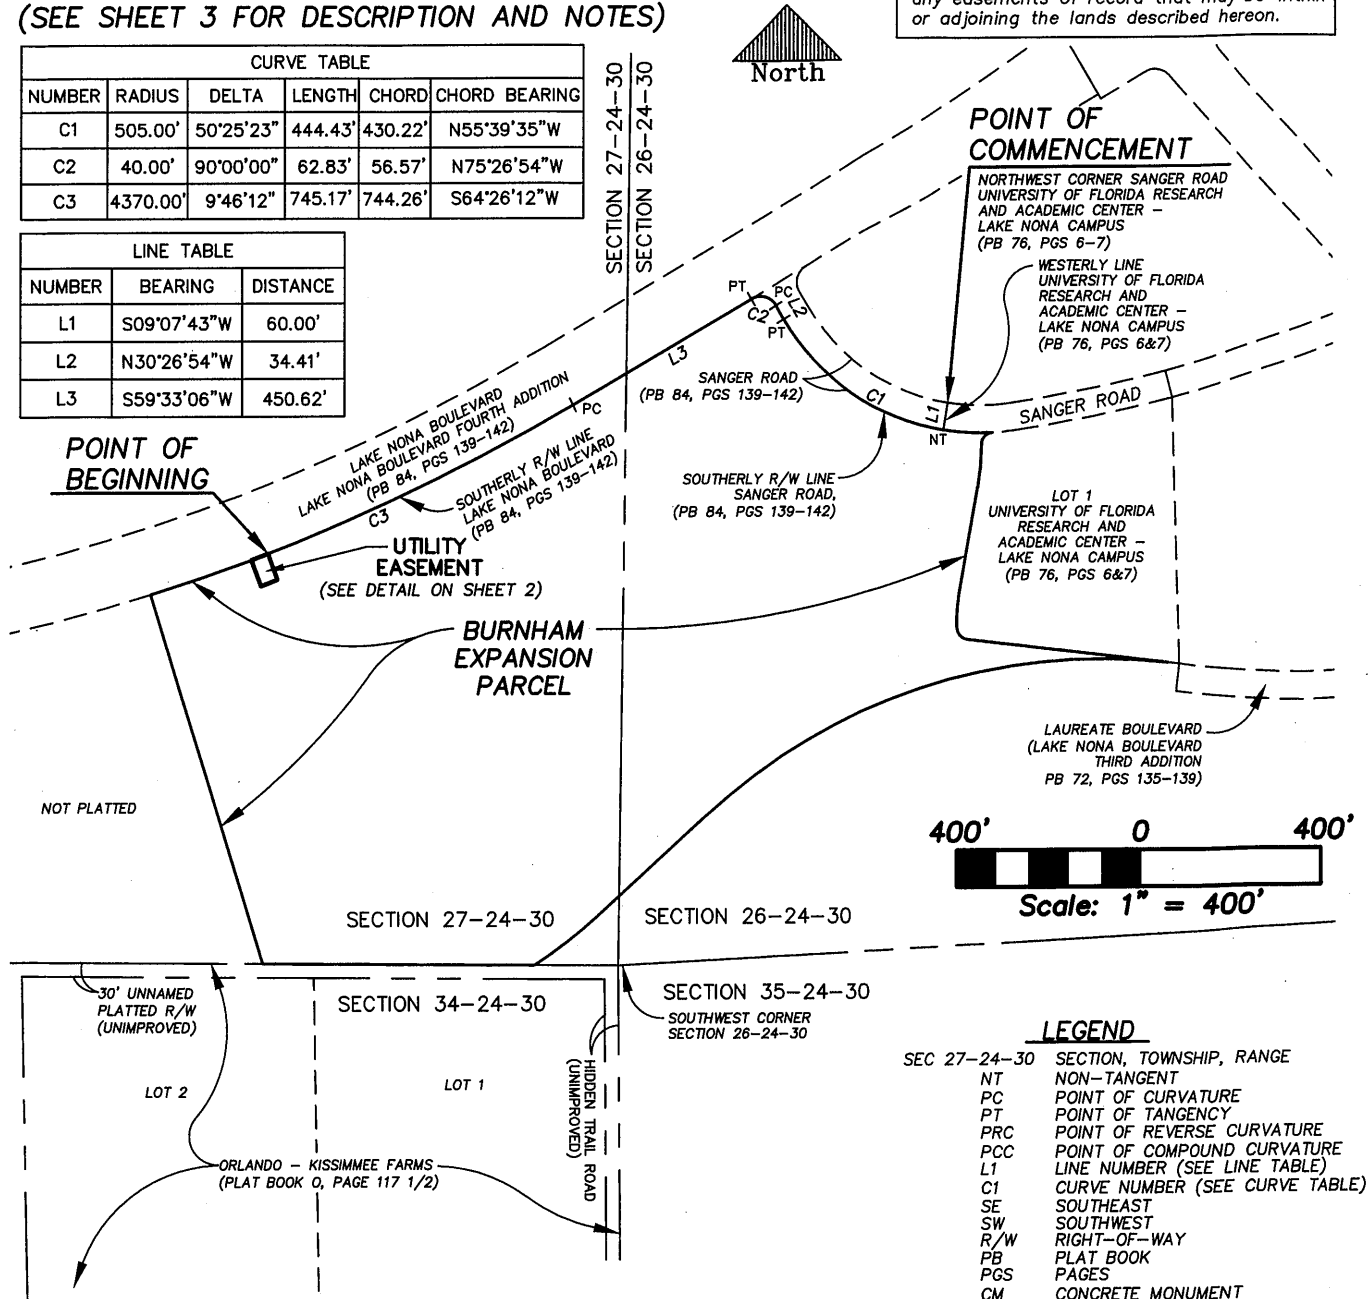 (SEE SHEET 3 FOR DESCRIPTION AND NOTES)
or adjoining the lands described hereon.
North
CURVE TABLE
NUMBER RADIUS DELTA LENGTH CHORD CHORD BEARING
C1 505.00' 50°25'23" 444.43' 430.22' N55°39'35"W
C2 40.00' 90°00'00" 62.83' 56.57' N75°26'54"W
C3 4370.00' 9°46'12" 745.17' 744.26' S64°26'12"W
LINE TABLE
NUMBER BEARING DISTANCE
L1 S09°07'43"W 60.00'
L2 N30°26'54"W 34.41'
L3 S59°33'06"W 450.62'
SECTION 27-24-30
SECTION 26-24-30
POINT OF
COMMENCEMENT
NORTHWEST CORNER SANGER ROAD
UNIVERSITY OF FLORIDA RESEARCH
AND ACADEMIC CENTER -
LAKE NONA CAMPUS
(PB 76, PGS 6-7)
WESTERLY LINE
UNIVERSITY OF FLORIDA
RESEARCH AND
ACADEMIC CENTER -
LAKE NONA CAMPUS
(PB 76, PGS 6&7)
PT
PC
L2
C2
PT
L3
SANGER ROAD
(PB 84, PGS 139-142)
C1
L1
NT
SANGER ROAD
LAKE NONA BOULEVARD
LAKE NONA BOULEVARD FOURTH ADDITION
(PB 84, PGS 139-142)
PC
SOUTHERLY R/W LINE
LAKE NONA BOULEVARD
(PB 84, PGS 139-142)
C3
POINT OF
BEGINNING
SOUTHERLY R/W LINE
SANGER ROAD,
(PB 84, PGS 139-142)
LOT 1
UNIVERSITY OF FLORIDA
RESEARCH AND
ACADEMIC CENTER -
LAKE NONA CAMPUS
(PB 76, PGS 6&7)
UTILITY
EASEMENT
(SEE DETAIL ON SHEET 2)
BURNHAM
EXPANSION
PARCEL
LAUREATE BOULEVARD
(LAKE NONA BOULEVARD
THIRD ADDITION
PB 72, PGS 135-139)
NOT PLATTED
400' 0 400'
Scale: 1" = 400'
SECTION 27-24-30
SECTION 26-24-30
30' UNNAMED
PLATTED R/W
(UNIMPROVED)
SECTION 34-24-30
SECTION 35-24-30
SOUTHWEST CORNER
SECTION 26-24-30
LOT 2
LOT 1
HIDDEN TRAIL ROAD
(UNIMPROVED)
ORLANDO - KISSIMMEE FARMS
(PLAT BOOK O, PAGE 117 1/2)
LEGEND
SEC 27-24-30 SECTION, TOWNSHIP, RANGE
NT NON-TANGENT
PC POINT OF CURVATURE
PT POINT OF TANGENCY
PRC POINT OF REVERSE CURVATURE
PCC POINT OF COMPOUND CURVATURE
L1 LINE NUMBER (SEE LINE TABLE)
C1 CURVE NUMBER (SEE CURVE TABLE)
SE SOUTHEAST
SW SOUTHWEST
R/W RIGHT-OF-WAY
PB PLAT BOOK
PGS PAGES
CM CONCRETE MONUMENT